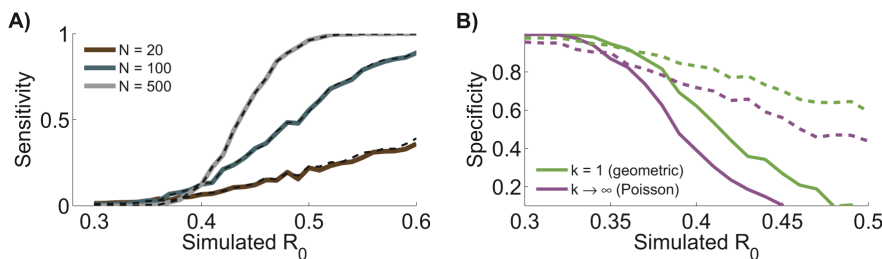 A)
Sensitivity
1
0.5
0
N = 20
N = 100
N = 500
0.3 0.4 0.5 0.6
Simulated R0
B)
Specificity
0.8
0.6
0.4
0.2
k = 1 (geometric)
k → ∞ (Poisson)
0.3 0.35 0.4 0.45 0.5
Simulated R0